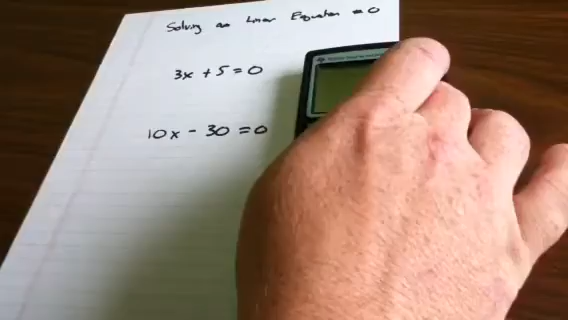 Solving a Linear Equation = 0
3x + 5 = 0
10x - 30 = 0